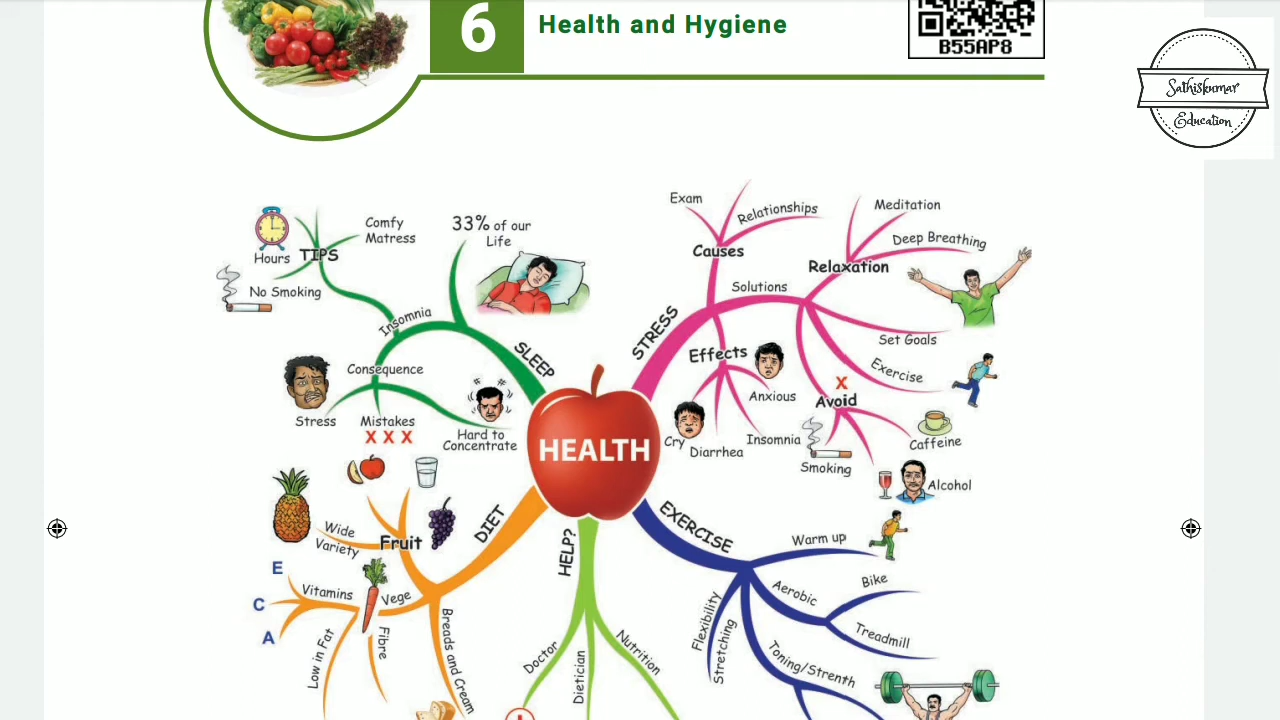 6
Health and Hygiene
B55AP8
Sathiskumar
Education
Hours
TIPS
Comfy
Matress
No Smoking
33% of our
Life
Insomnia
SLEEP
Consequence
Stress
Mistakes
X X X
Hard to
Concentrate
Exam
Relationships
Causes
STRESS
Solutions
Meditation
Deep Breathing
Relaxation
Set Goals
Exercise
Effects
Anxious
Cry
Diarrhea
Insomnia
X
Avoid
Smoking
Caffeine
Alcohol
HEALTH
DIET
Fruit
Wide
Variety
E
C
A
Vitamins
Vege
Low in Fat
Fibre
Breads and Cream
HELP?
Doctor
Dietician
Nutrition
EXERCISE
Warm up
Aerobic
Bike
Treadmill
Flexibility
Stretching
Toning/Strenth